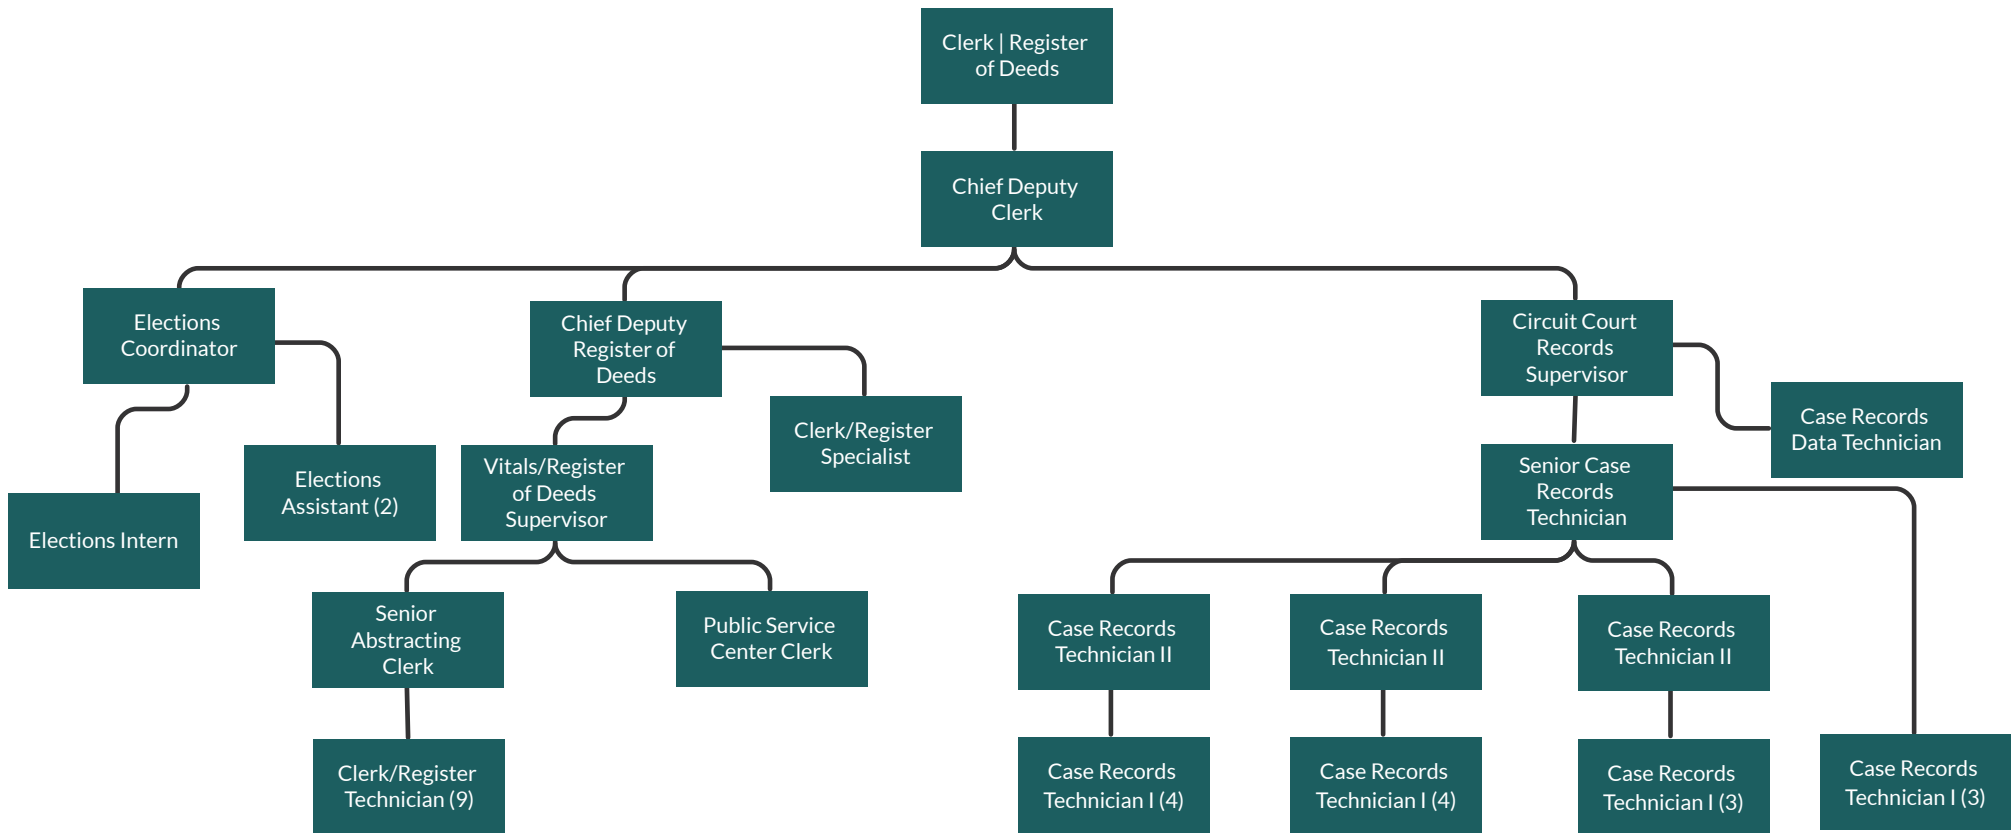 Clerk | Register
of Deeds
Chief Deputy
Clerk
Elections
Coordinator
Chief Deputy
Register of
Deeds
Circuit Court
Records
Supervisor
Case Records
Data Technician
Clerk/Register
Specialist
Elections
Assistant (2)
Vitals/Register
of Deeds
Supervisor
Senior Case
Records
Technician
Elections Intern
Senior
Abstracting
Clerk
Public Service
Center Clerk
Case Records
Technician II
Case Records
Technician II
Case Records
Technician II
Clerk/Register
Technician (9)
Case Records
Technician I (4)
Case Records
Technician I (4)
Case Records
Technician I (3)
Case Records
Technician I (3)